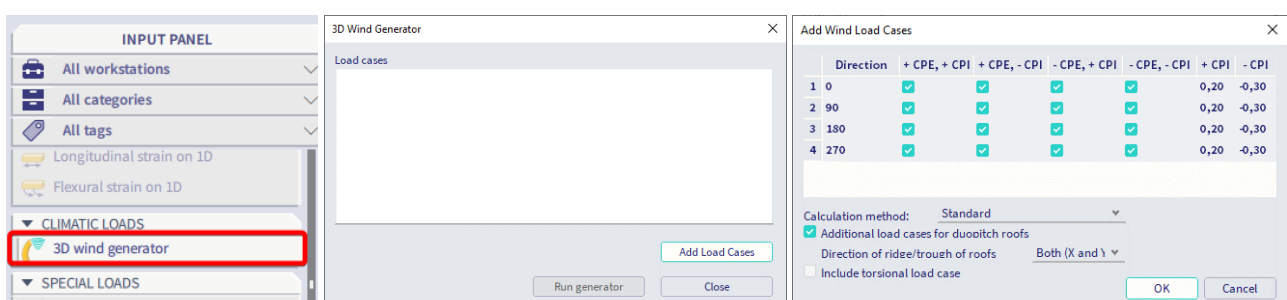 INPUT PANEL
All workstations
All categories
All tags
Longitudinal strain on 1D
Flexural strain on 1D
CLIMATIC LOADS
3D wind generator
SPECIAL LOADS
3D Wind Generator
Load cases
Add Load Cases
Run generator Close
Add Wind Load Cases
Direction + CPE, + CPI + CPE, - CPI - CPE, + CPI - CPE, - CPI + CPI - CPI
1 0 0,20 -0,30
2 90 0,20 -0,30
3 180 0,20 -0,30
4 270 0,20 -0,30
Calculation method: Standard
Additional load cases for duopitch roofs
Direction of ridge/trough of roofs Both (X and Y
Include torsional load case
OK Cancel